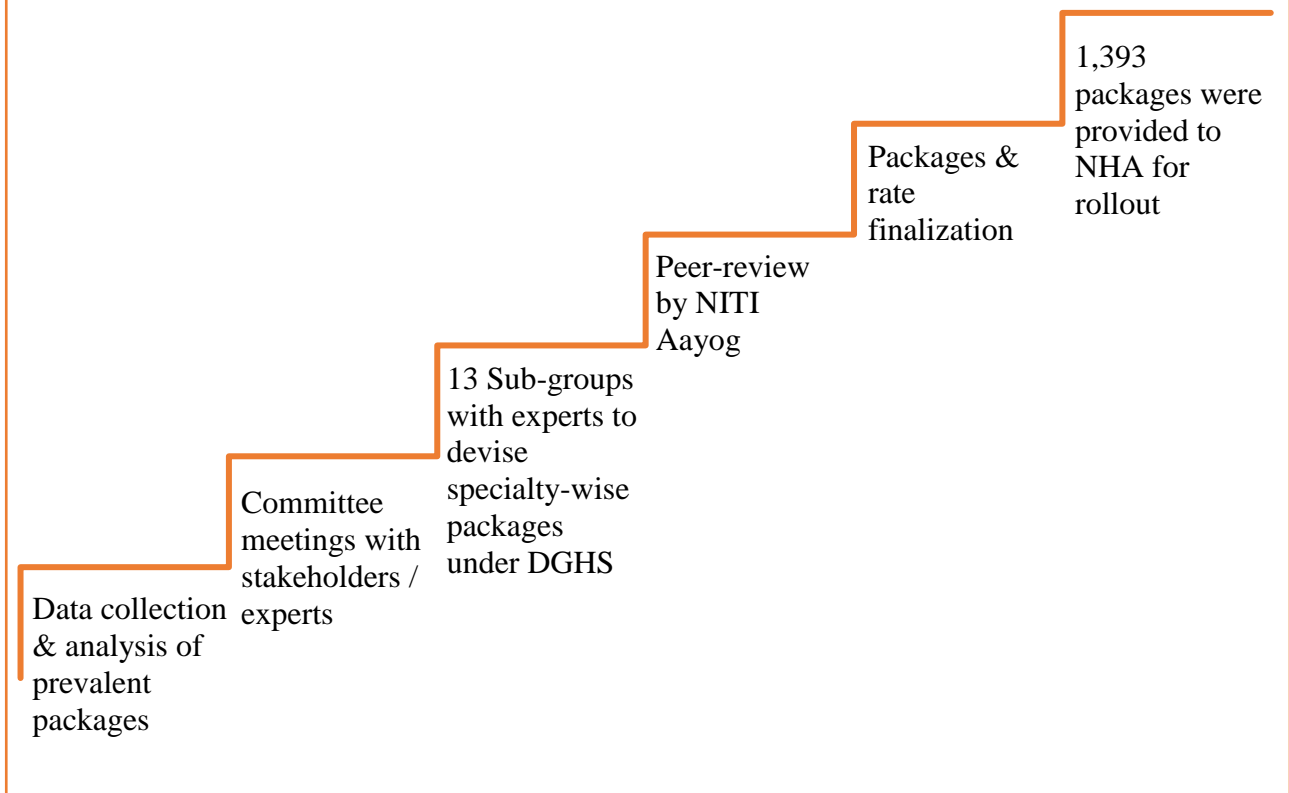 Data collection
& analysis of
prevalent
packages
Committee
meetings with
stakeholders /
experts
13 Sub-groups
with experts to
devise
specialty-wise
packages
under DGHS
Peer-review
by NITI
Aayog
Packages &
rate
finalization
1,393
packages were
provided to
NHA for
rollout